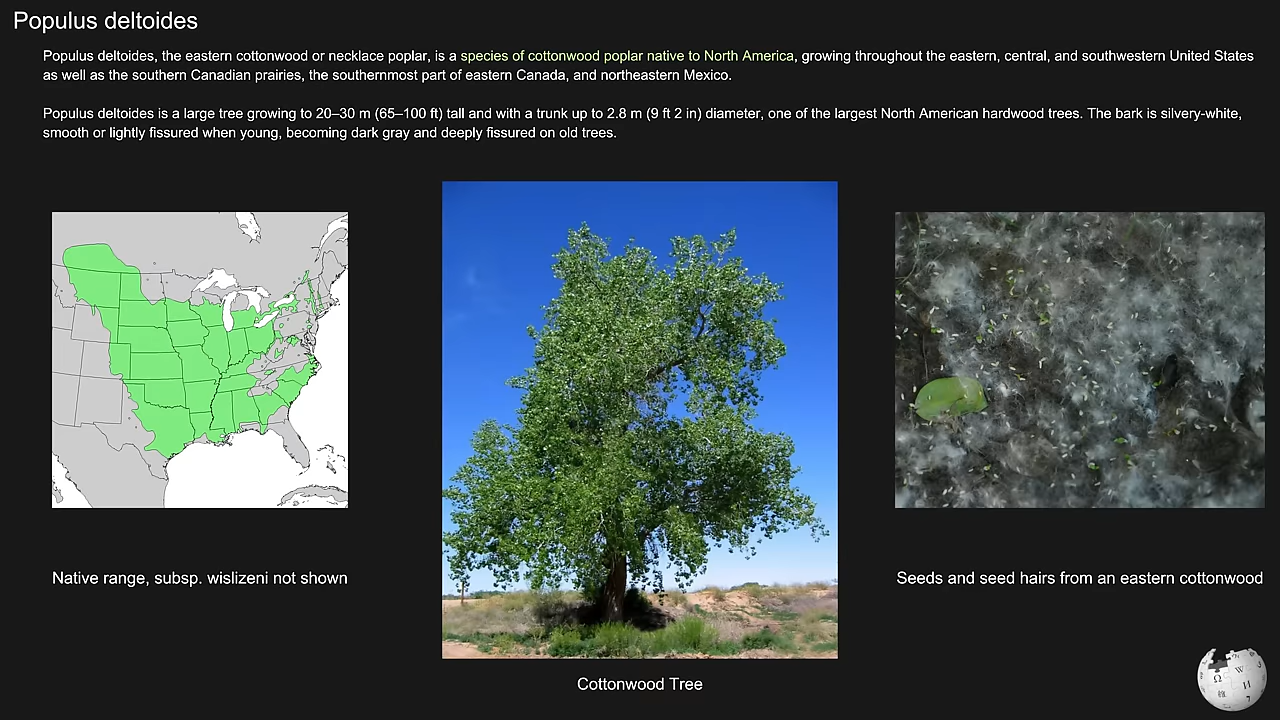 Populus deltoides
Populus deltoides, the eastern cottonwood or necklace poplar, is a species of cottonwood poplar native to North America, growing throughout the eastern, central, and southwestern United States
as well as the southern Canadian prairies, the southernmost part of eastern Canada, and northeastern Mexico.
Populus deltoides is a large tree growing to 20–30 m (65–100 ft) tall and with a trunk up to 2.8 m (9 ft 2 in) diameter, one of the largest North American hardwood trees. The bark is silvery-white,
smooth or lightly fissured when young, becoming dark gray and deeply fissured on old trees.
Native range, subsp. wislizeni not shown
Seeds and seed hairs from an eastern cottonwood
Cottonwood Tree
Ω W И 7